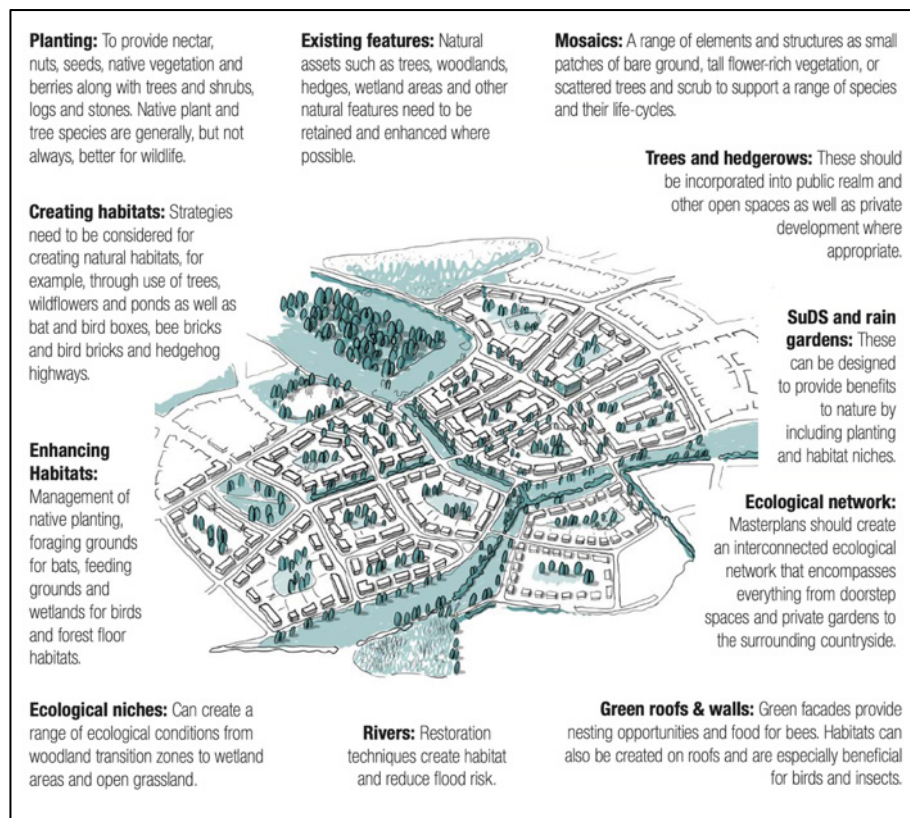 Planting: To provide nectar,
nuts, seeds, native vegetation and
berries along with trees and shrubs,
logs and stones. Native plant and
tree species are generally, but not
always, better for wildlife.
Existing features: Natural
assets such as trees, woodlands,
hedges, wetland areas and other
natural features need to be
retained and enhanced where
possible.
Mosaics: A range of elements and structures as small
patches of bare ground, tall flower-rich vegetation, or
scattered trees and scrub to support a range of species
and their life-cycles.
Trees and hedgerows: These should
be incorporated into public realm and
other open spaces as well as private
development where
appropriate.
Creating habitats: Strategies
need to be considered for
creating natural habitats, for
example, through use of trees,
wildflowers and ponds as well as
bat and bird boxes, bee bricks
and bird bricks and hedgehog
highways.
SuDS and rain
gardens: These
can be designed
to provide benefits
to nature by
including planting
and habitat niches.
Enhancing
Habitats:
Management of
native planting,
foraging grounds
for bats, feeding
grounds and
wetlands for birds
and forest floor
habitats.
Ecological network:
Masterplans should create
an interconnected ecological
network that encompasses
everything from doorstep
spaces and private gardens to
the surrounding countryside.
Ecological niches: Can create a
range of ecological conditions from
woodland transition zones to wetland
areas and open grassland.
Rivers: Restoration
techniques create habitat
and reduce flood risk.
Green roofs & walls: Green facades provide
nesting opportunities and food for bees. Habitats can
also be created on roofs and are especially beneficial
for birds and insects.